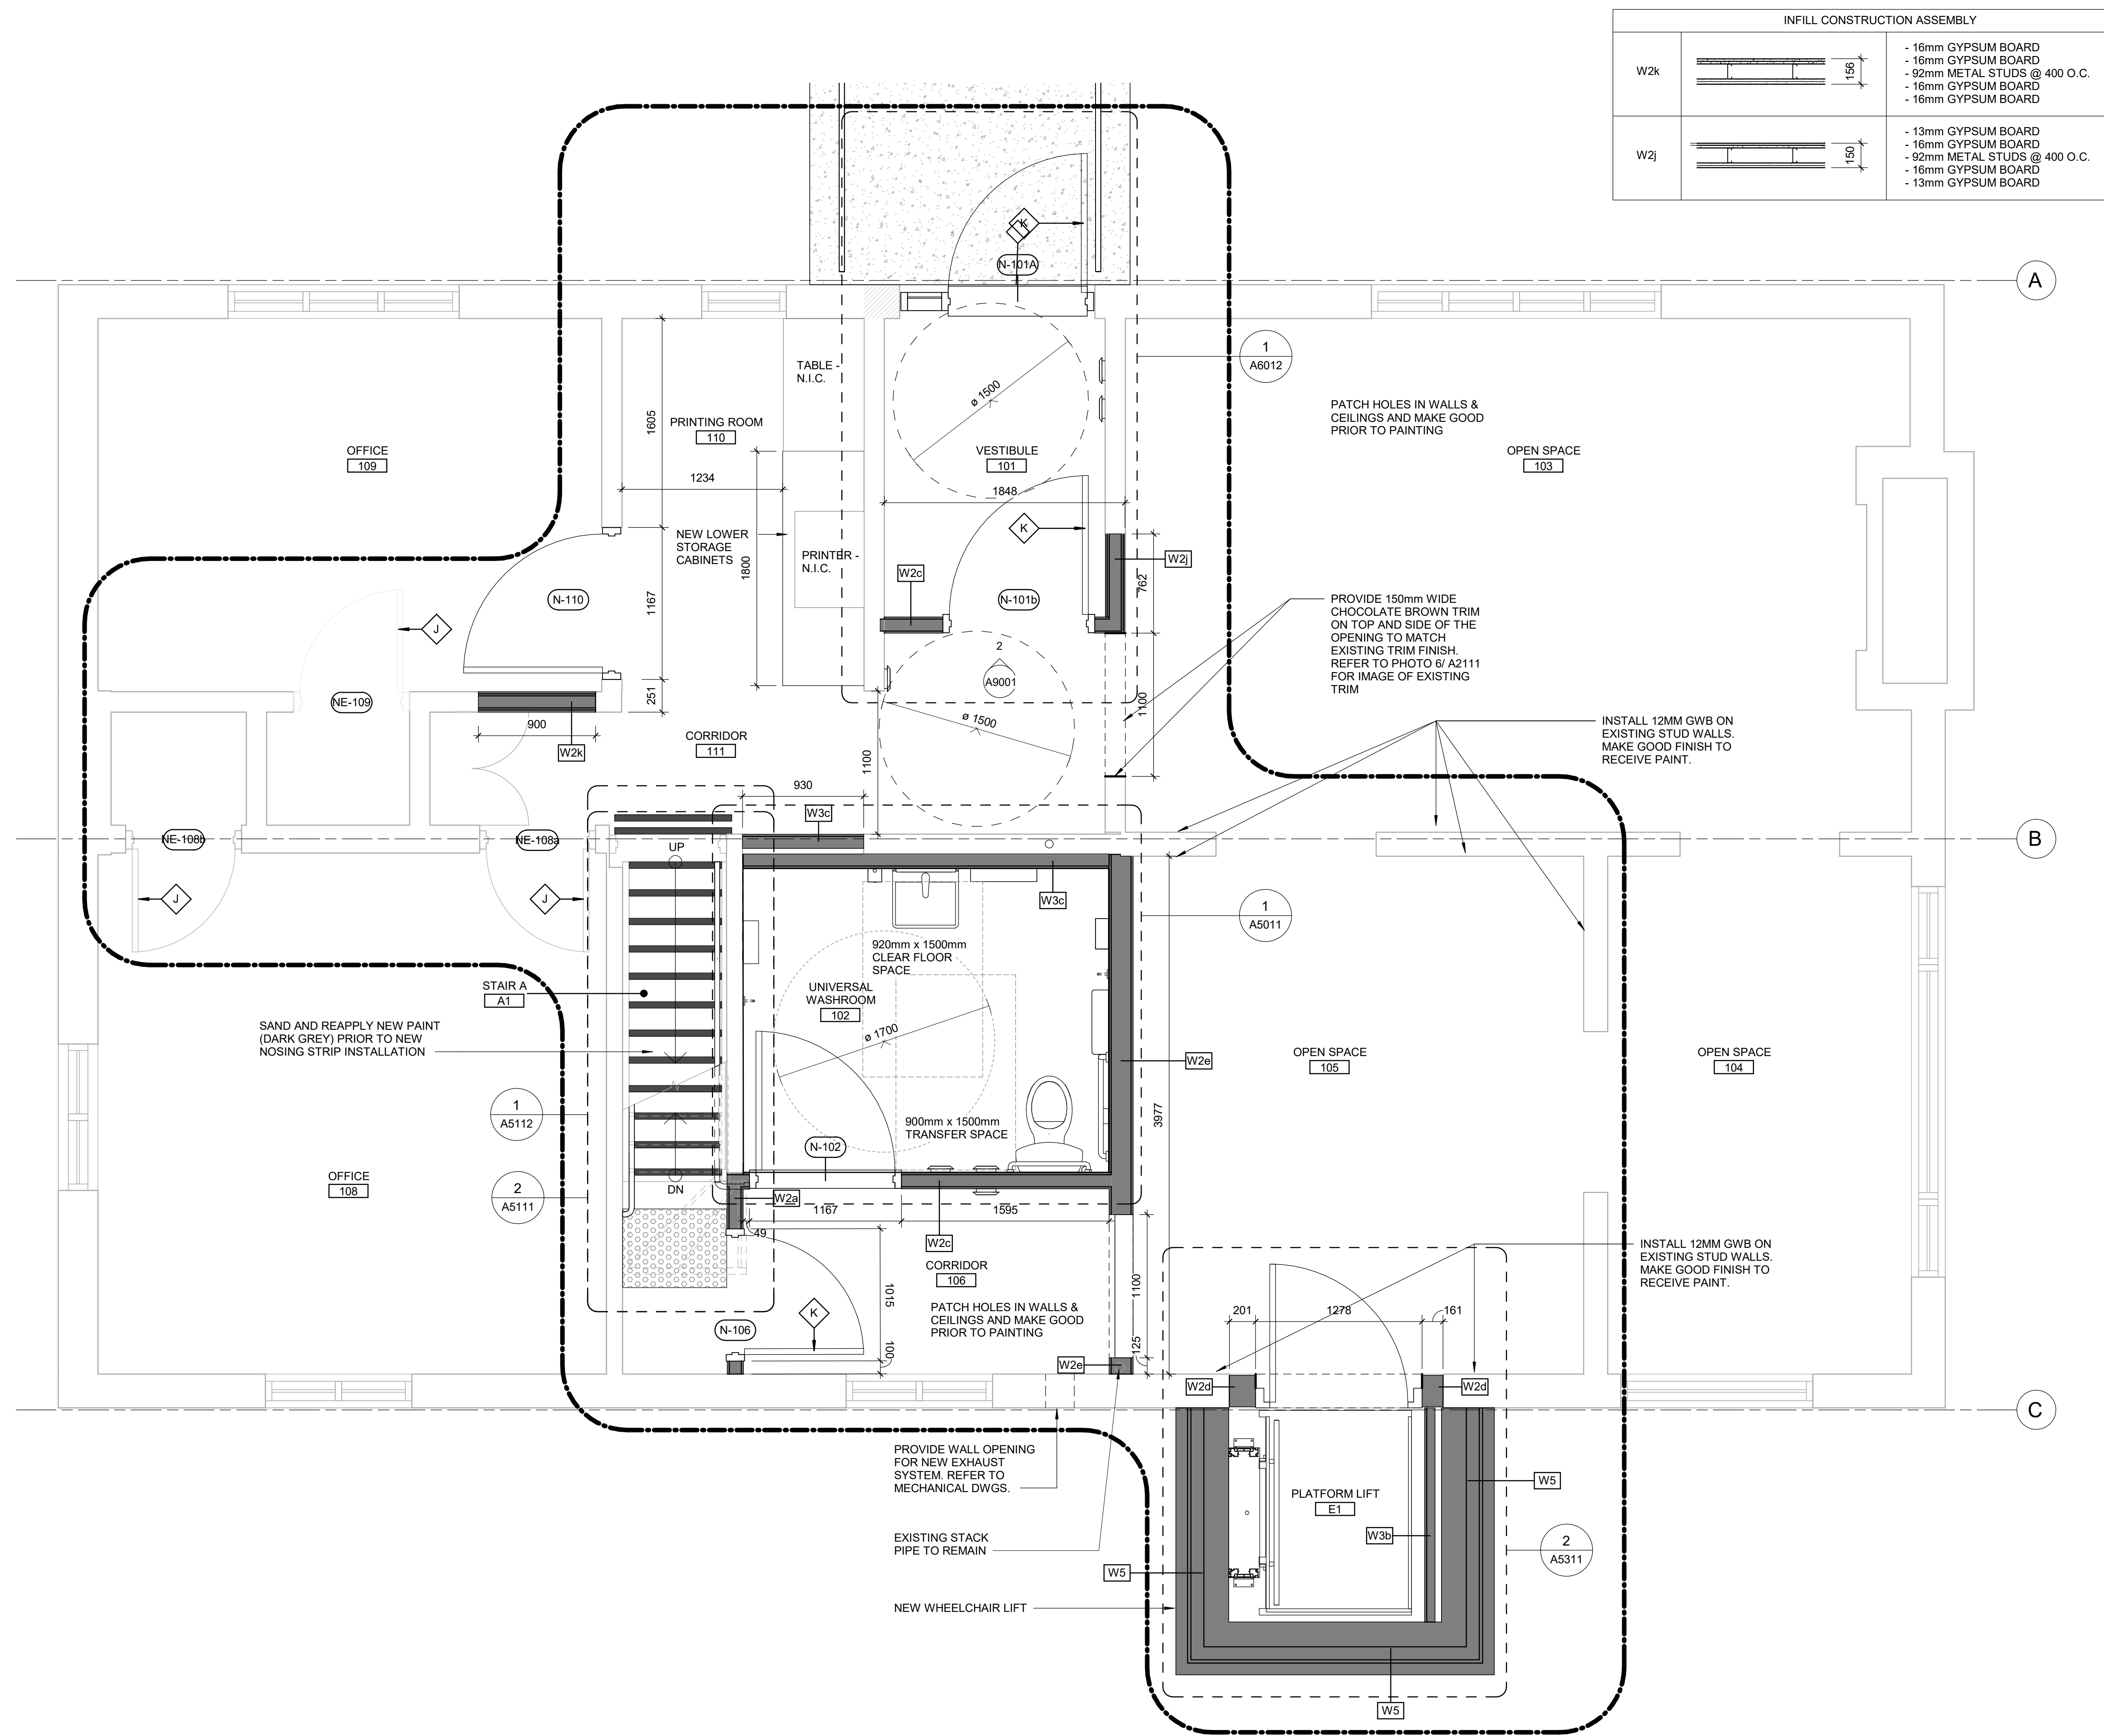 INFILL CONSTRUCTION ASSEMBLY
W2k
156
- 16mm GYPSUM BOARD
- 16mm GYPSUM BOARD
- 92mm METAL STUDS @ 400 O.C.
- 16mm GYPSUM BOARD
- 16mm GYPSUM BOARD
W2j
150
- 13mm GYPSUM BOARD
- 16mm GYPSUM BOARD
- 92mm METAL STUDS @ 400 O.C.
- 16mm GYPSUM BOARD
- 13mm GYPSUM BOARD
K
N-101A
A
1
A6012
TABLE -
N.I.C.
ø 1500
PATCH HOLES IN WALLS &
CEILINGS AND MAKE GOOD
PRIOR TO PAINTING
1605
PRINTING ROOM
110
OFFICE
109
VESTIBULE
101
OPEN SPACE
103
1234
1848
NEW LOWER
STORAGE
CABINETS
1800
PRINTER -
N.I.C.
K
W2j
W2c
762
N-110
1167
N-101b
PROVIDE 150mm WIDE
CHOCOLATE BROWN TRIM
ON TOP AND SIDE OF THE
OPENING TO MATCH
EXISTING TRIM FINISH.
REFER TO PHOTO 6/ A2111
FOR IMAGE OF EXISTING
TRIM
J
2
A9001
NE-109
251
1100
900
ø 1500
W2k
CORRIDOR
111
1100
INSTALL 12MM GWB ON
EXISTING STUD WALLS.
MAKE GOOD FINISH TO
RECEIVE PAINT.
930
W3c
NE-108b
NE-108a
UP
B
J
J
W3c
1
A5011
920mm x 1500mm
CLEAR FLOOR
SPACE
STAIR A
A1
UNIVERSAL
WASHROOM
102
SAND AND REAPPLY NEW PAINT
(DARK GREY) PRIOR TO NEW
NOSING STRIP INSTALLATION
ø 1700
W2e
OPEN SPACE
105
OPEN SPACE
104
1
A5112
3977
900mm x 1500mm
TRANSFER SPACE
N-102
OFFICE
108
2
A5111
DN
W2a
1167
1595
49
W2c
CORRIDOR
106
1015
1100
INSTALL 12MM GWB ON
EXISTING STUD WALLS.
MAKE GOOD FINISH TO
RECEIVE PAINT.
PATCH HOLES IN WALLS &
CEILINGS AND MAKE GOOD
PRIOR TO PAINTING
K
N-106
100
125
201
1278
161
W2e
W2d
W2d
C
PROVIDE WALL OPENING
FOR NEW EXHAUST
SYSTEM. REFER TO
MECHANICAL DWGS.
W5
PLATFORM LIFT
E1
W3b
EXISTING STACK
PIPE TO REMAIN
2
A5311
W5
NEW WHEELCHAIR LIFT
W5